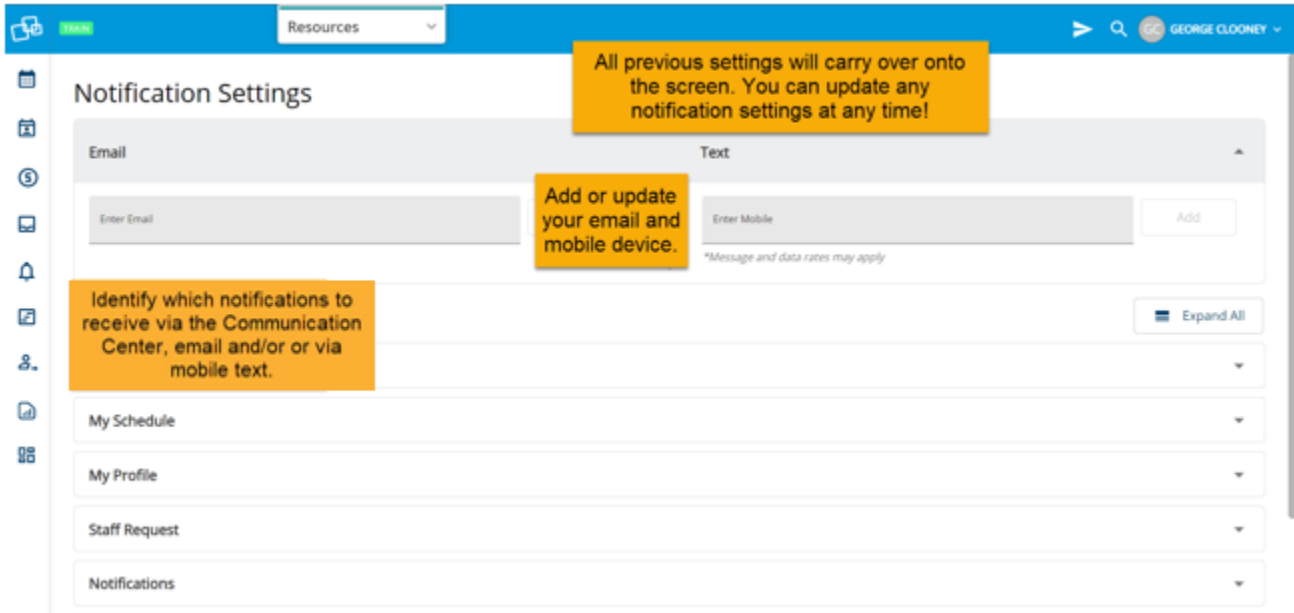 TRAIN
Resources
GC GEORGE CLOONEY
All previous settings will carry over onto
the screen. You can update any
notification settings at any time!
Notification Settings
Email
Text
Add or update
your email and
mobile device.
Enter Email
Enter Mobile
Add
*Message and data rates may apply
Identify which notifications to
receive via the Communication
Center, email and/or or via
mobile text.
Expand All
My Schedule
My Profile
Staff Request
Notifications